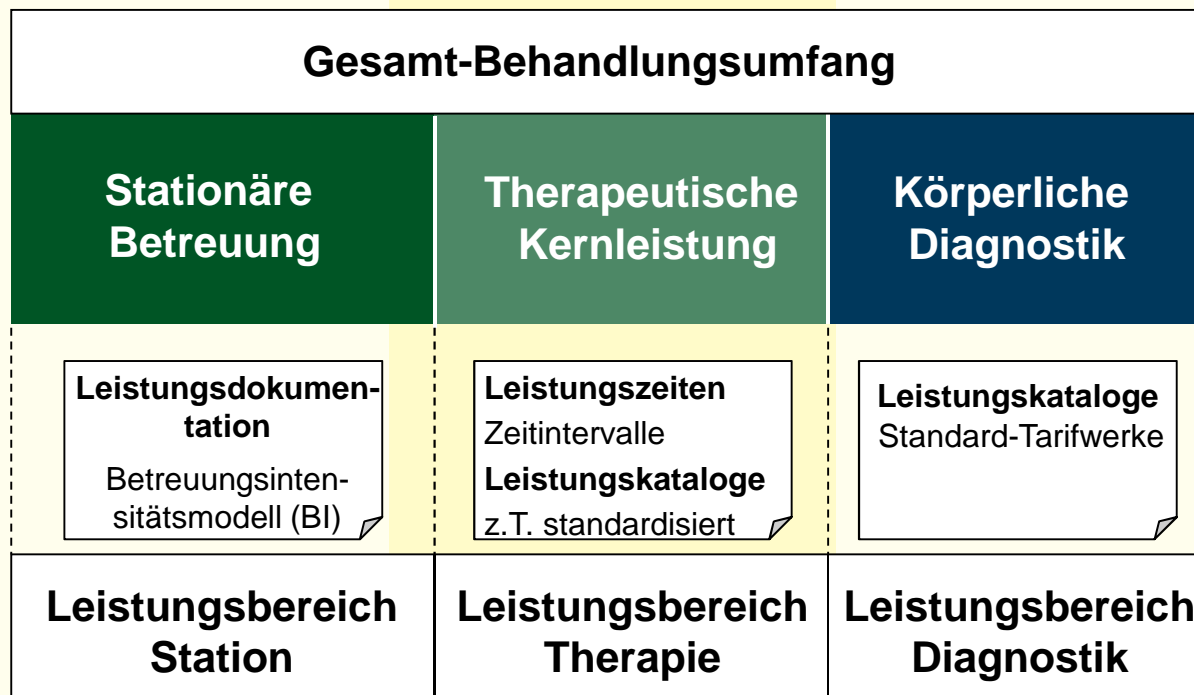 Gesamt-Behandlungsumfang
Stationäre
Betreuung
Therapeutische
Kernleistung
Körperliche
Diagnostik
Leistungsdokumen-
tation
Betreuungsinten-
sitätsmodell (BI)
Leistungszeiten
Zeitintervalle
Leistungskataloge
z.T. standardisiert
Leistungskataloge
Standard-Tarifwerke
Leistungsbereich
Station
Leistungsbereich
Therapie
Leistungsbereich
Diagnostik